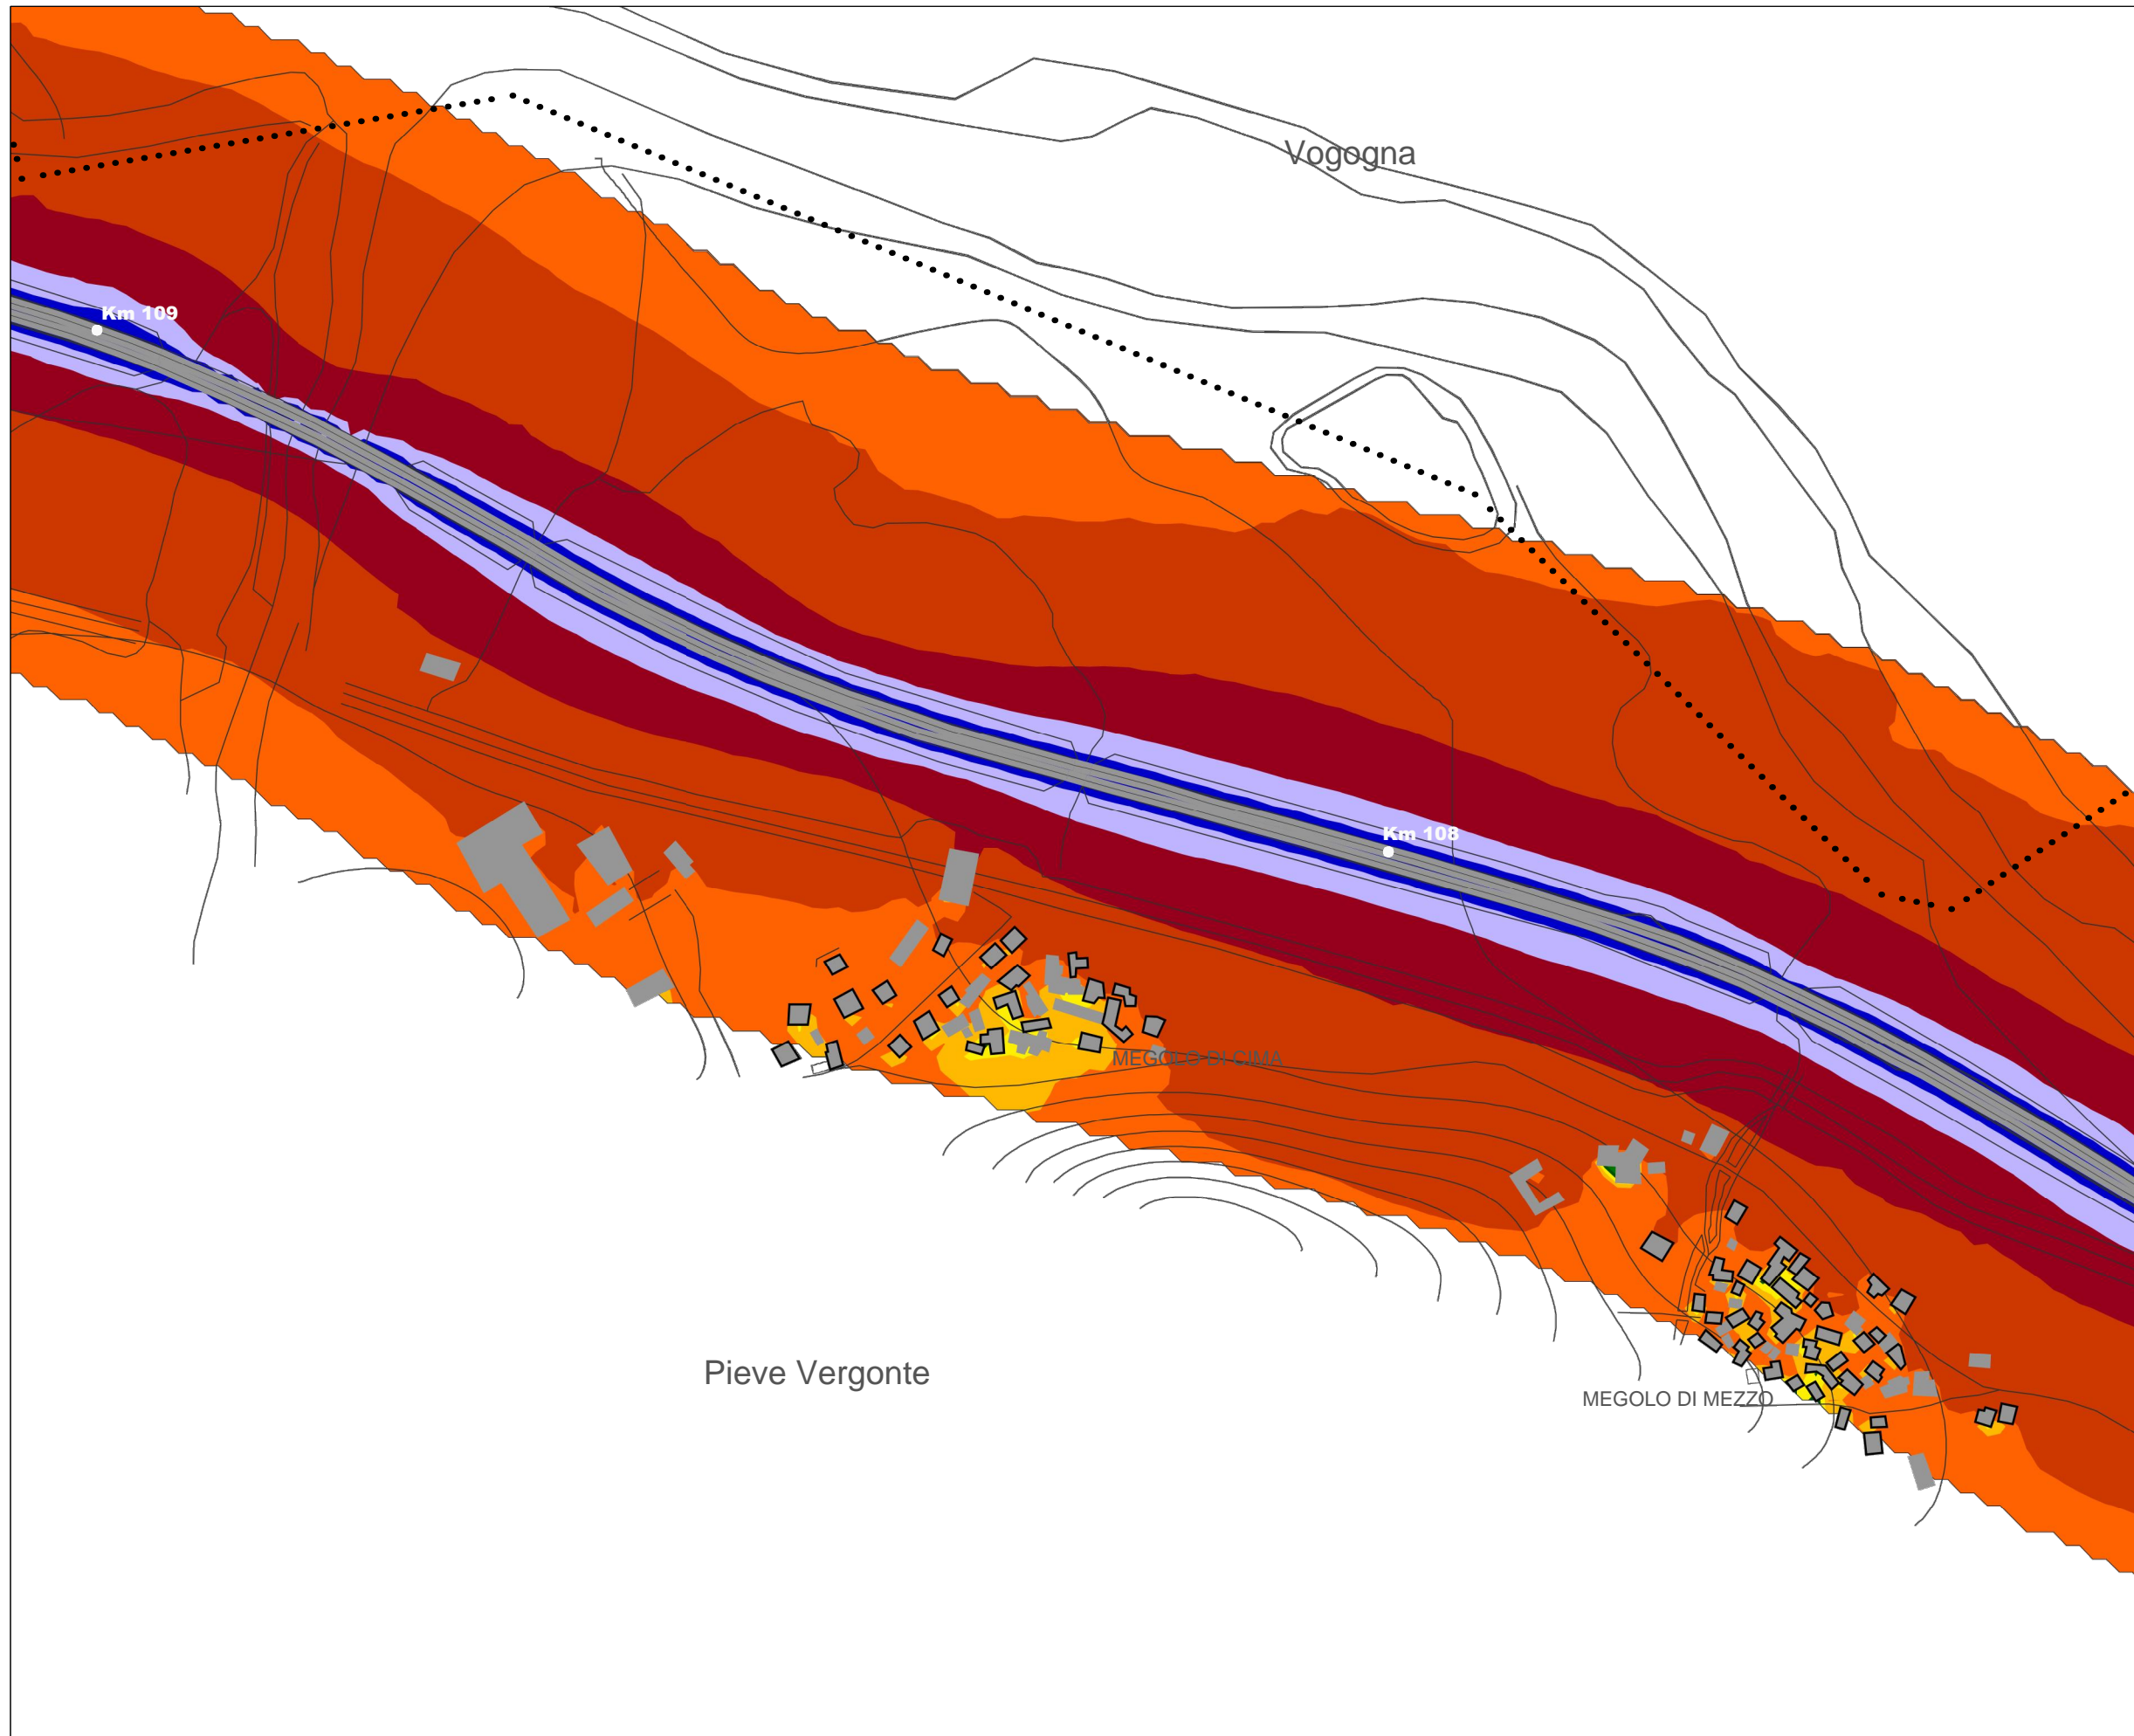 Vogogna
Km 109
Km 108
MEGOLO DI CIMA
Pieve Vergonte
MEGOLO DI MEZZO